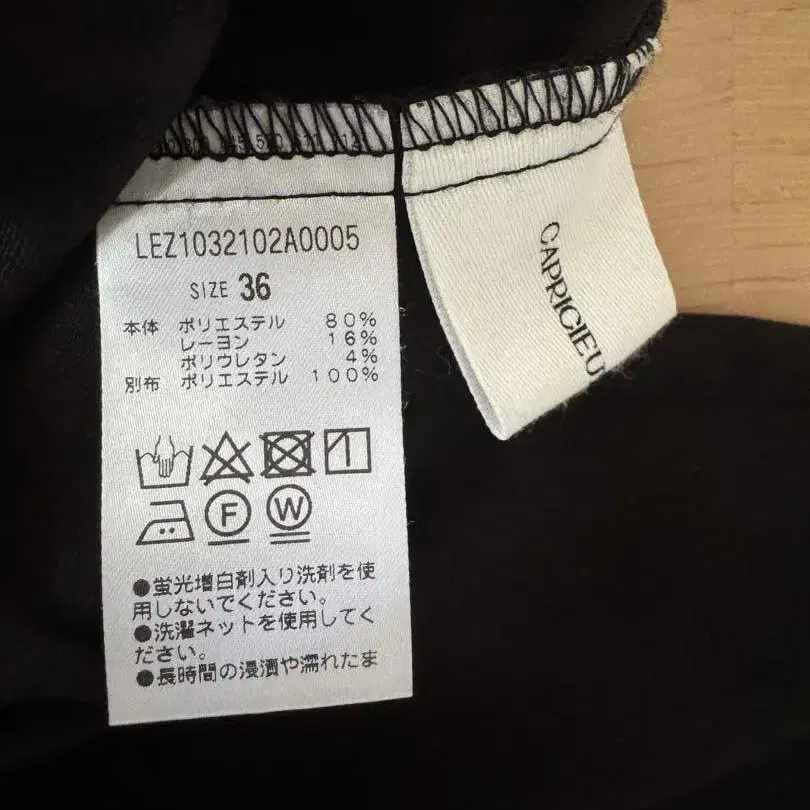 LEZ1032102A0005
SIZE 36
本体 ポリエステル 80%
レーヨン 16%
ポリウレタン 4%
別布 ポリエステル 100%
F W
●蛍光増白剤入り洗剤を使
用しないでください。
●洗濯ネットを使用してく
ださい。
●長時間の浸漬や濡れたま
CAPRICIEU